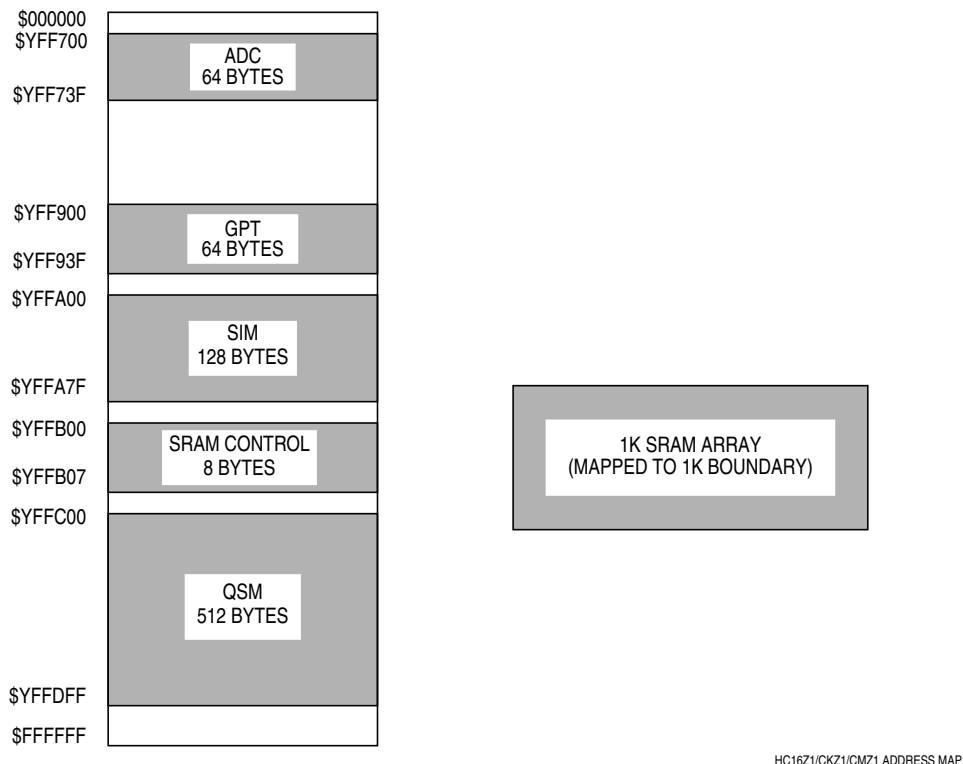 $000000
$YFF700
ADC
64 BYTES
$YFF73F
$YFF900
GPT
64 BYTES
$YFF93F
$YFFA00
SIM
128 BYTES
$YFFA7F
$YFFB00
SRAM CONTROL
8 BYTES
$YFFB07
1K SRAM ARRAY
(MAPPED TO 1K BOUNDARY)
$YFFC00
QSM
512 BYTES
$YFFDFF
$FFFFFF
HC16Z1/CKZ1/CMZ1 ADDRESS MAP